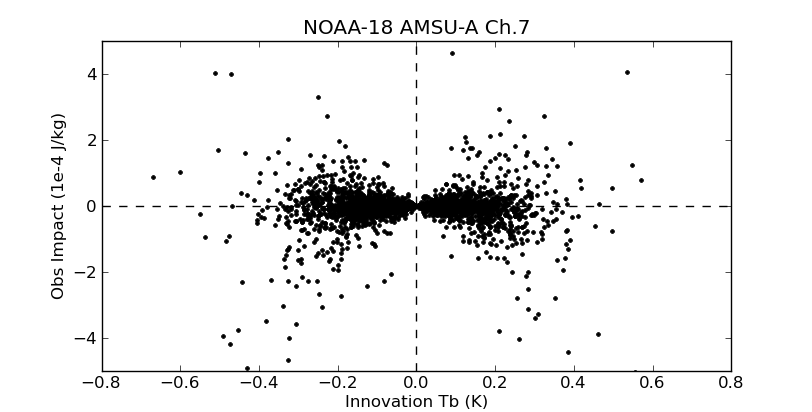 NOAA-18 AMSU-A Ch.7
Obs Impact (1e-4 J/kg)
4
2
0
−2
−4
−0.8 −0.6 −0.4 −0.2 0.0 0.2 0.4 0.6 0.8
Innovation Tb (K)